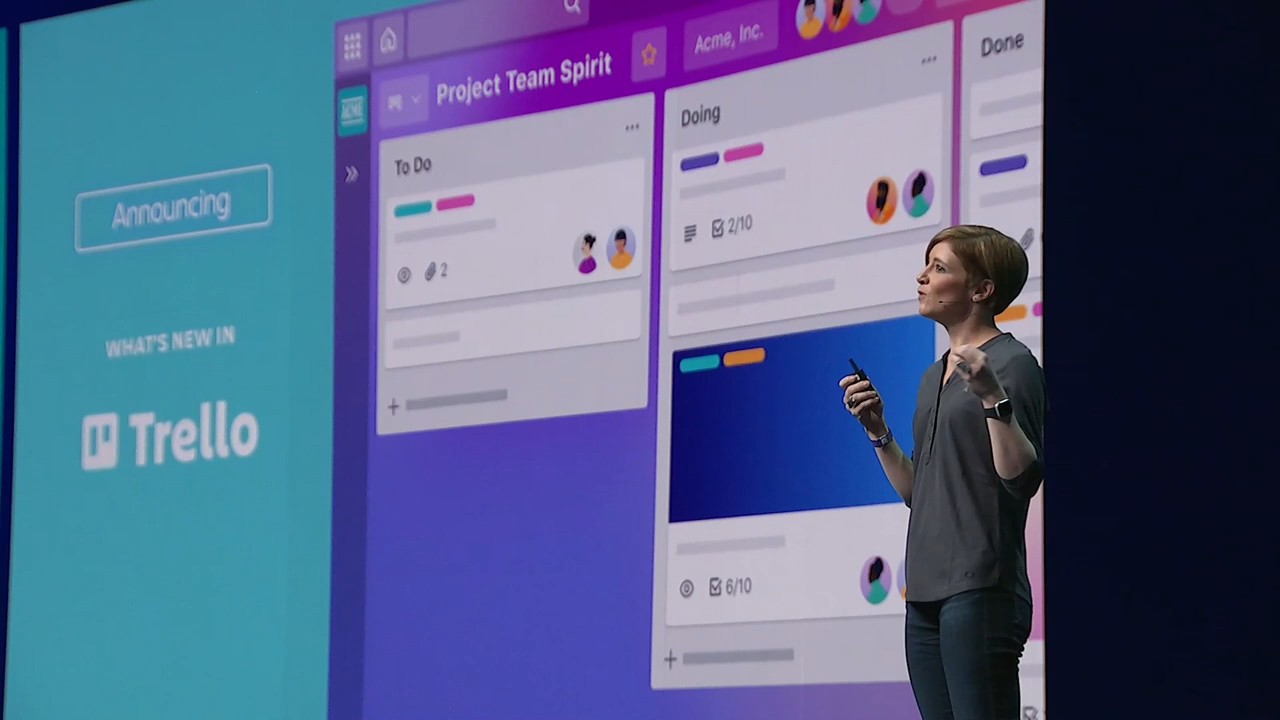 Announcing
WHAT'S NEW IN
Trello
ACME
Project Team Spirit
Acme, Inc.
To Do
2
Doing
2/10
6/10
Done